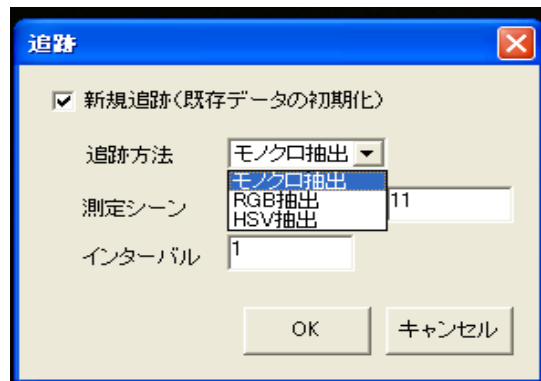 追跡
新規追跡(既存データの初期化)
追跡方法 モノクロ抽出
モノクロ抽出
RGB抽出
HSV抽出
測定シーン 11
インターバル 1
OK キャンセル